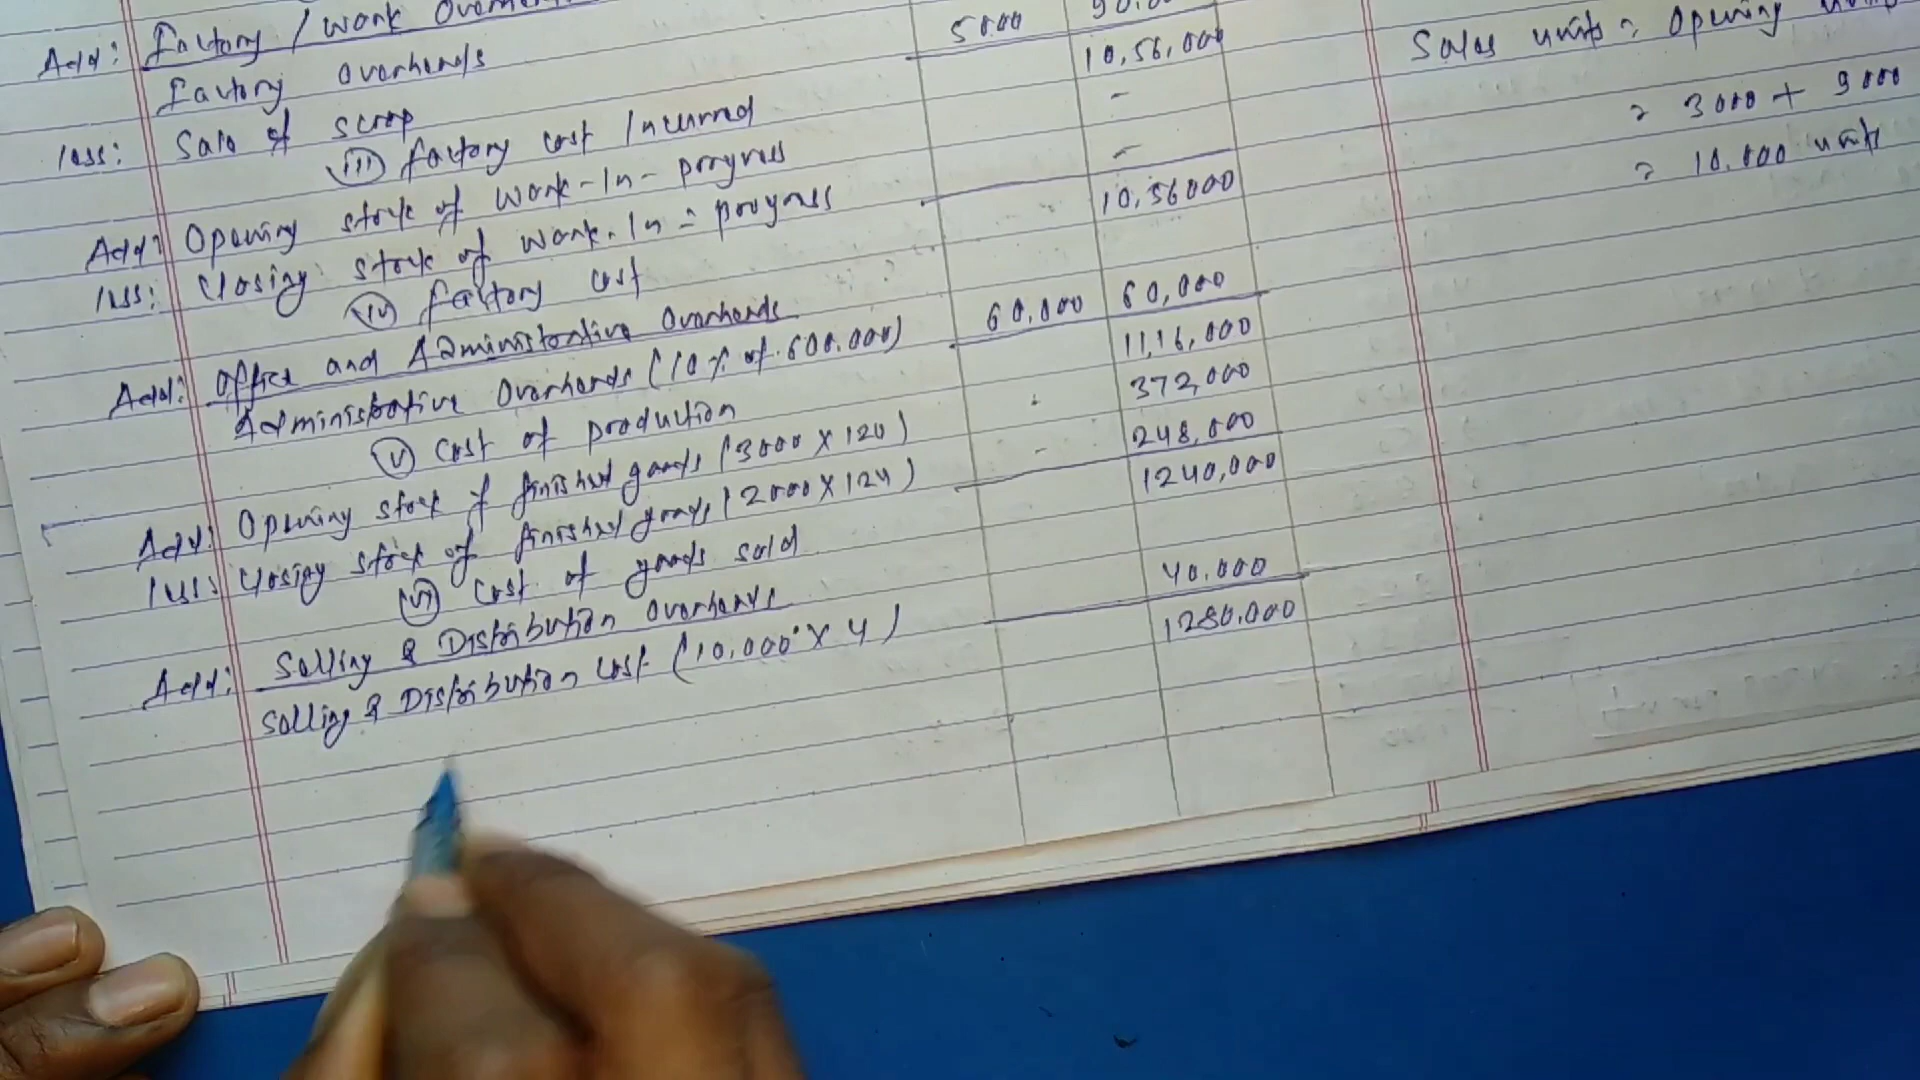 Add: Factory / Work
Factory overheads 5000
10,56,000
less: Sale of scrap -
(iii) factory cost Incurred
Add: Opening stock of work-In-progress -
less: Closing stock of work-In-progress
(iv) factory cost 10,56000
Add: Office and Administrative Overheads
Administrative Overheads (10% of 600.000) 60,000 60,000
(v) Cost of production 11,16,000
Add: Opening stock of finished goods (3000 X 124) 372,000
less: Closing stock of finished goods (2000 X 124) - 248,000
(vi) Cost of goods sold 1240,000
Add: Selling & Distribution overheads
Selling & Distribution cost (10,000 X 4) 40.000
1280.000
Sales units = Opening
= 3000 + 9000
= 10.000 units